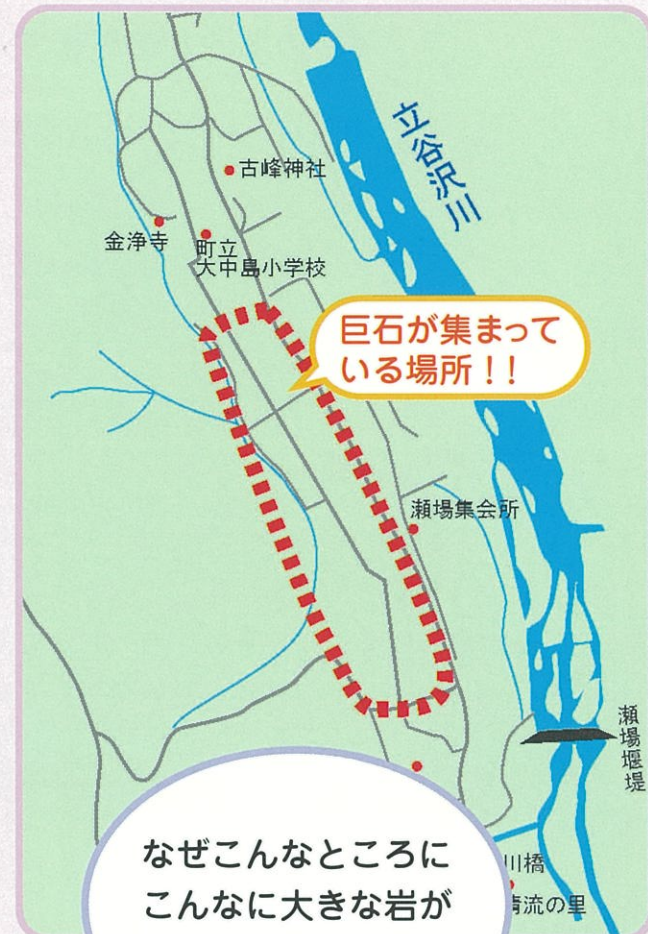 立谷沢川
古峰神社
金浄寺
町立
大中島小学校
巨石が集まって
いる場所！！
瀬場集会所
瀬場堰堤
川橋
清流の里
なぜこんなところに
こんなに大きな岩が